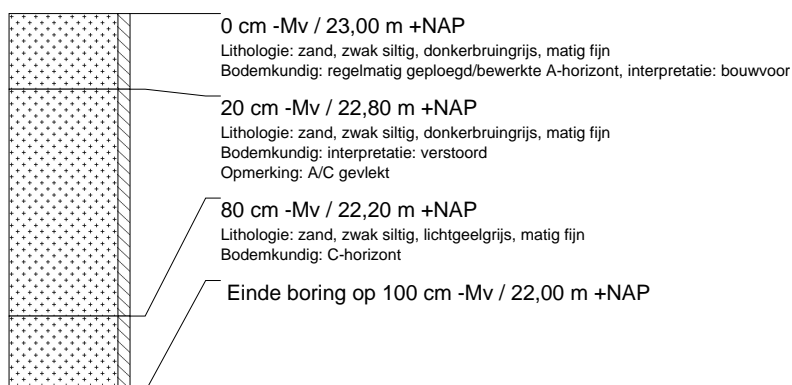 0 cm -Mv / 23,00 m +NAP
Lithologie: zand, zwak siltig, donkerbruingrijs, matig fijn
Bodemkundig: regelmatig geploegd/bewerkte A-horizont, interpretatie: bouwvoor
20 cm -Mv / 22,80 m +NAP
Lithologie: zand, zwak siltig, donkerbruingrijs, matig fijn
Bodemkundig: interpretatie: verstoord
Opmerking: A/C gevlekt
80 cm -Mv / 22,20 m +NAP
Lithologie: zand, zwak siltig, lichtgeelgrijs, matig fijn
Bodemkundig: C-horizont
Einde boring op 100 cm -Mv / 22,00 m +NAP